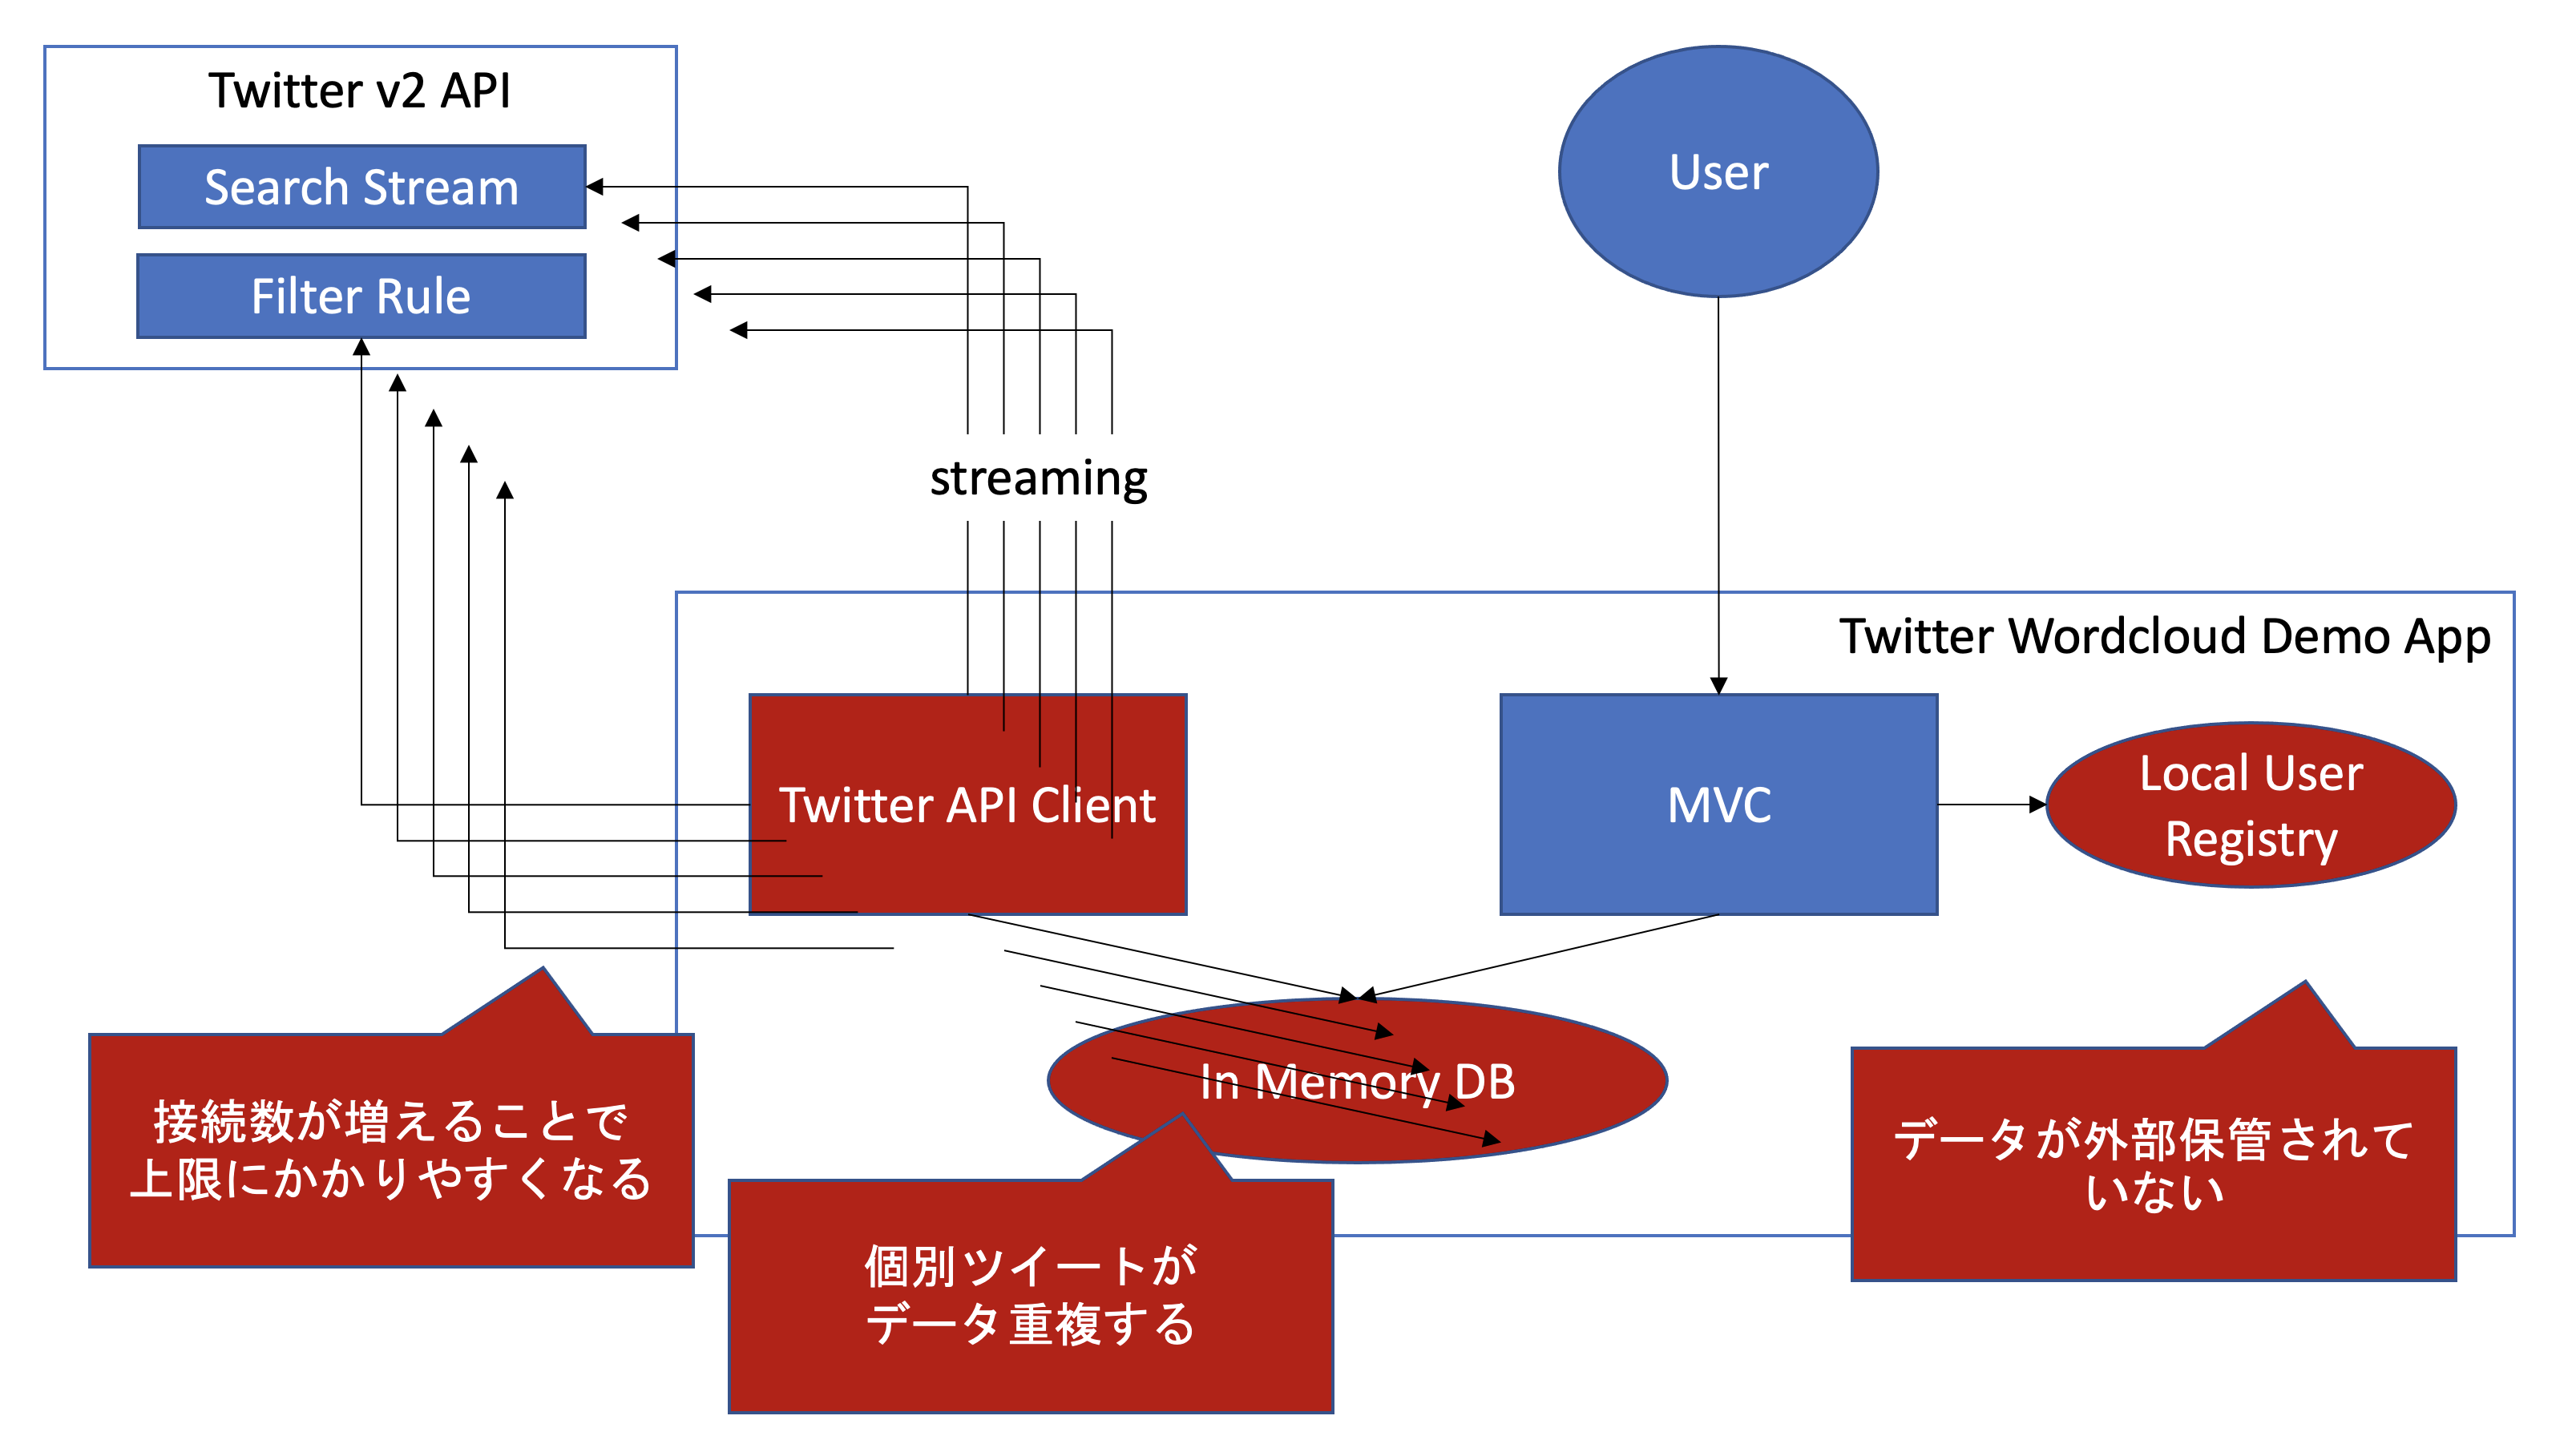 Twitter v2 API
Search Stream
Filter Rule
User
streaming
Twitter Wordcloud Demo App
Twitter API Client
MVC
Local User
Registry
In Memory DB
接続数が増えることで
上限にかかりやすくなる
個別ツイートが
データ重複する
データが外部保管されて
いない